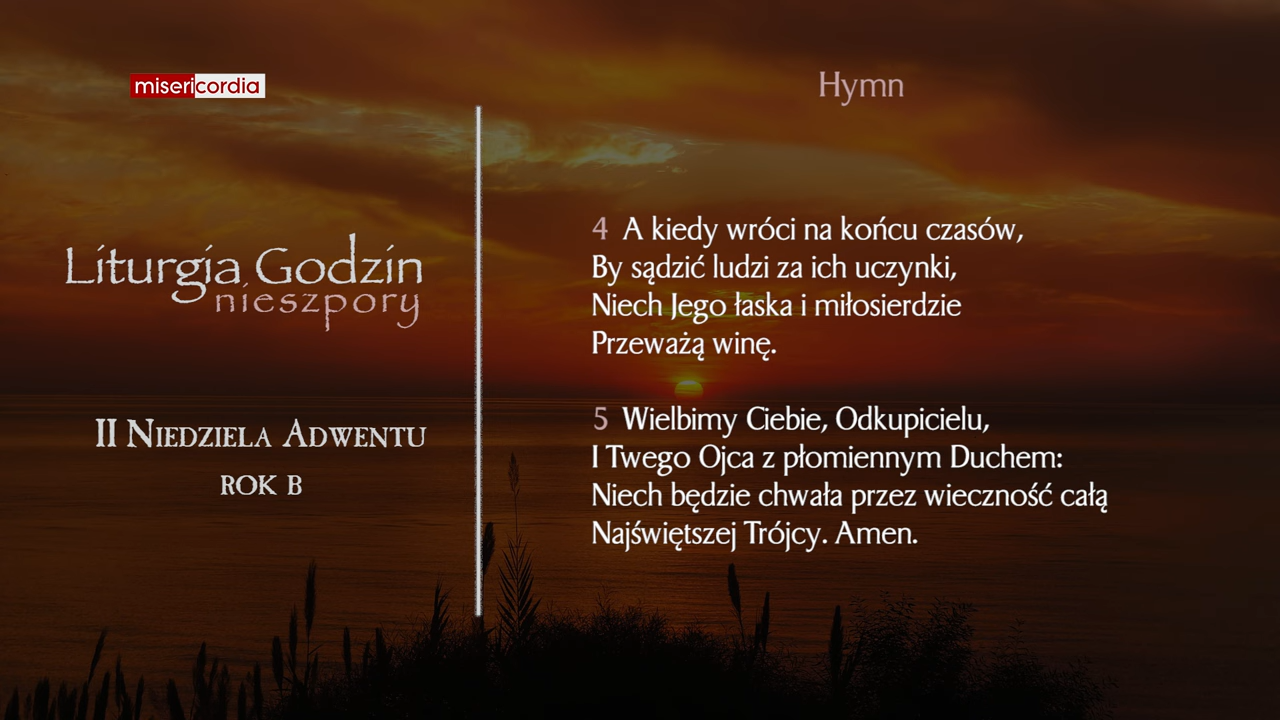 misericordia
Liturgia Godzin
nieszpory
II Niedziela Adwentu
rok B
Hymn
4 A kiedy wróci na końcu czasów,
By sądzić ludzi za ich uczynki,
Niech Jego łaska i miłosierdzie
Przeważą winę.
5 Wielbimy Ciebie, Odkupicielu,
I Twego Ojca z płomiennym Duchem:
Niech będzie chwała przez wieczność całą
Najświętszej Trójcy. Amen.